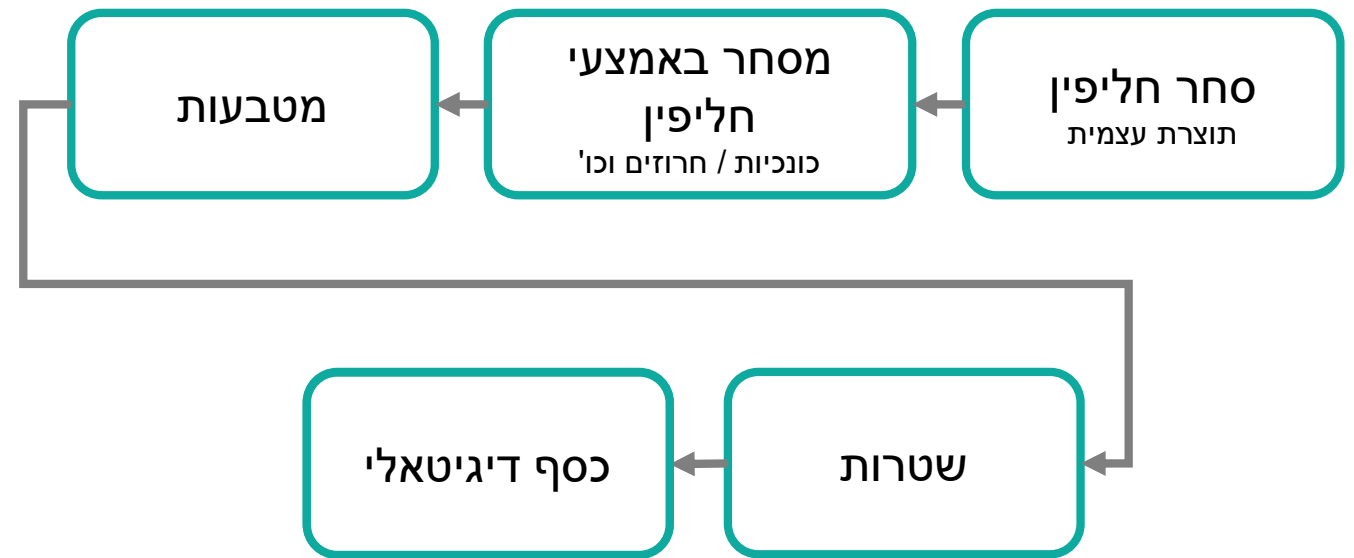 סחר חליפין
תוצרת עצמית
מסחר באמצעי
חליפין
כונכיות / חרוזים וכו'
מטבעות
שטרות
כסף דיגיטאלי